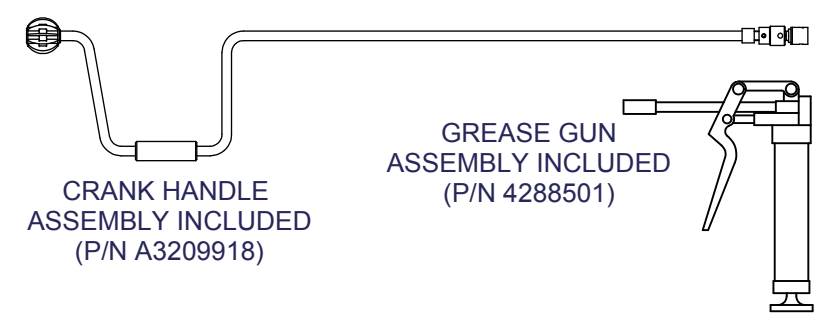 GREASE GUN
ASSEMBLY INCLUDED
(P/N 4288501)
CRANK HANDLE
ASSEMBLY INCLUDED
(P/N A3209918)